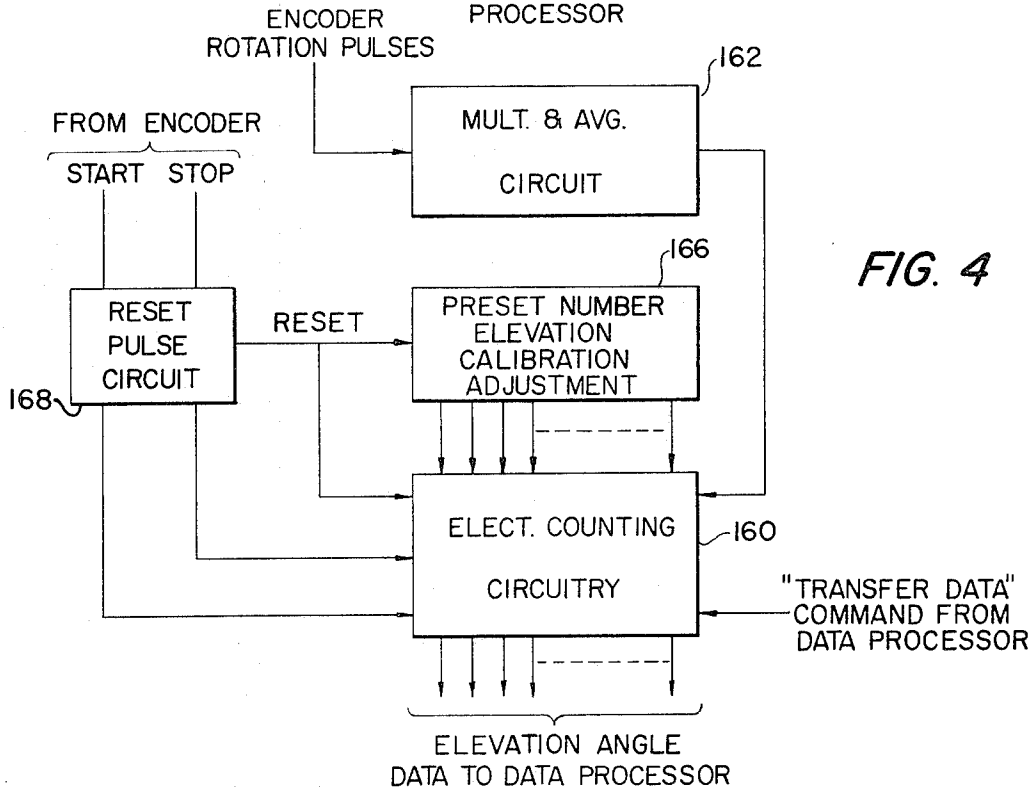 PROCESSOR
ENCODER
ROTATION PULSES
162
FROM ENCODER
START STOP
MULT. & AVG.
CIRCUIT
FIG. 4
166
RESET
PULSE
CIRCUIT
168
RESET
PRESET NUMBER
ELEVATION
CALIBRATION
ADJUSTMENT
ELECT. COUNTING
CIRCUITRY
160
"TRANSFER DATA"
COMMAND FROM
DATA PROCESSOR
ELEVATION ANGLE
DATA TO DATA PROCESSOR